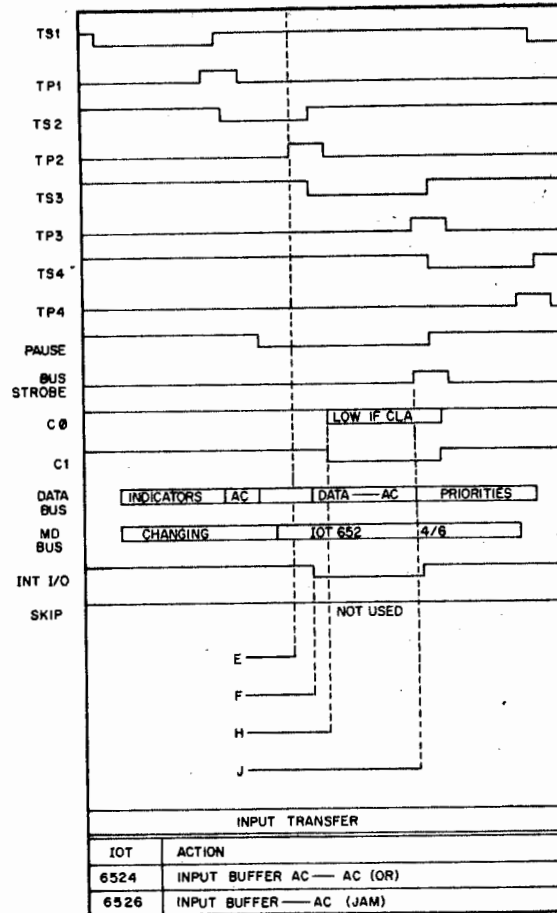 TS1
TP1
TS2
TP2
TS3
TP3
TS4
TP4
PAUSE
BUS
STROBE
C0 LOW IF CLA
C1
DATA
BUS INDICATORS AC DATA — AC PRIORITIES
MD
BUS CHANGING IOT 652 4/6
INT I/O
SKIP NOT USED
E
F
H
J
INPUT TRANSFER
IOT ACTION
6524 INPUT BUFFER AC — AC (OR)
6526 INPUT BUFFER — AC (JAM)